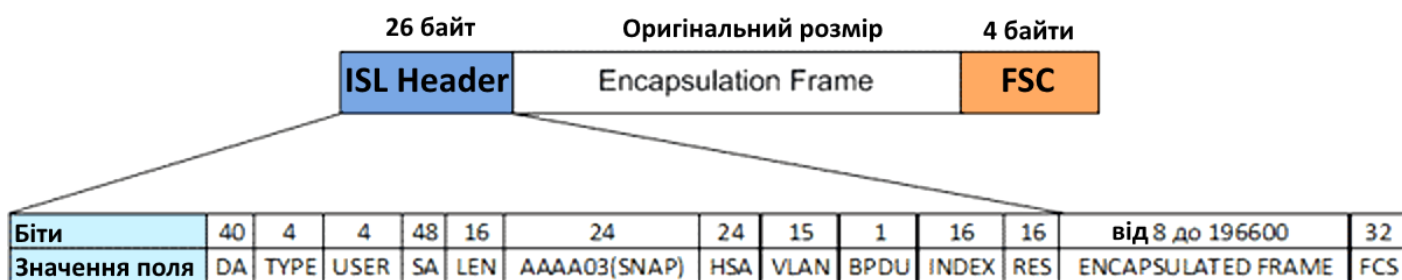 26 байт Оригінальний розмір 4 байти
ISL Header Encapsulation Frame FSC
Біти 40 4 4 48 16 24 24 15 1 16 16 від 8 до 196600 32
Значення поля DA TYPE USER SA LEN AAAA03(SNAP) HSA VLAN BPDU INDEX RES ENCAPSULATED FRAME FCS